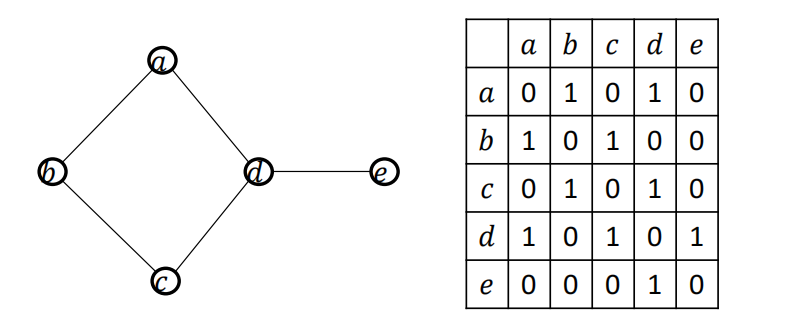 a
b
d
e
c
a b c d e
a 0 1 0 1 0
b 1 0 1 0 0
c 0 1 0 1 0
d 1 0 1 0 1
e 0 0 0 1 0